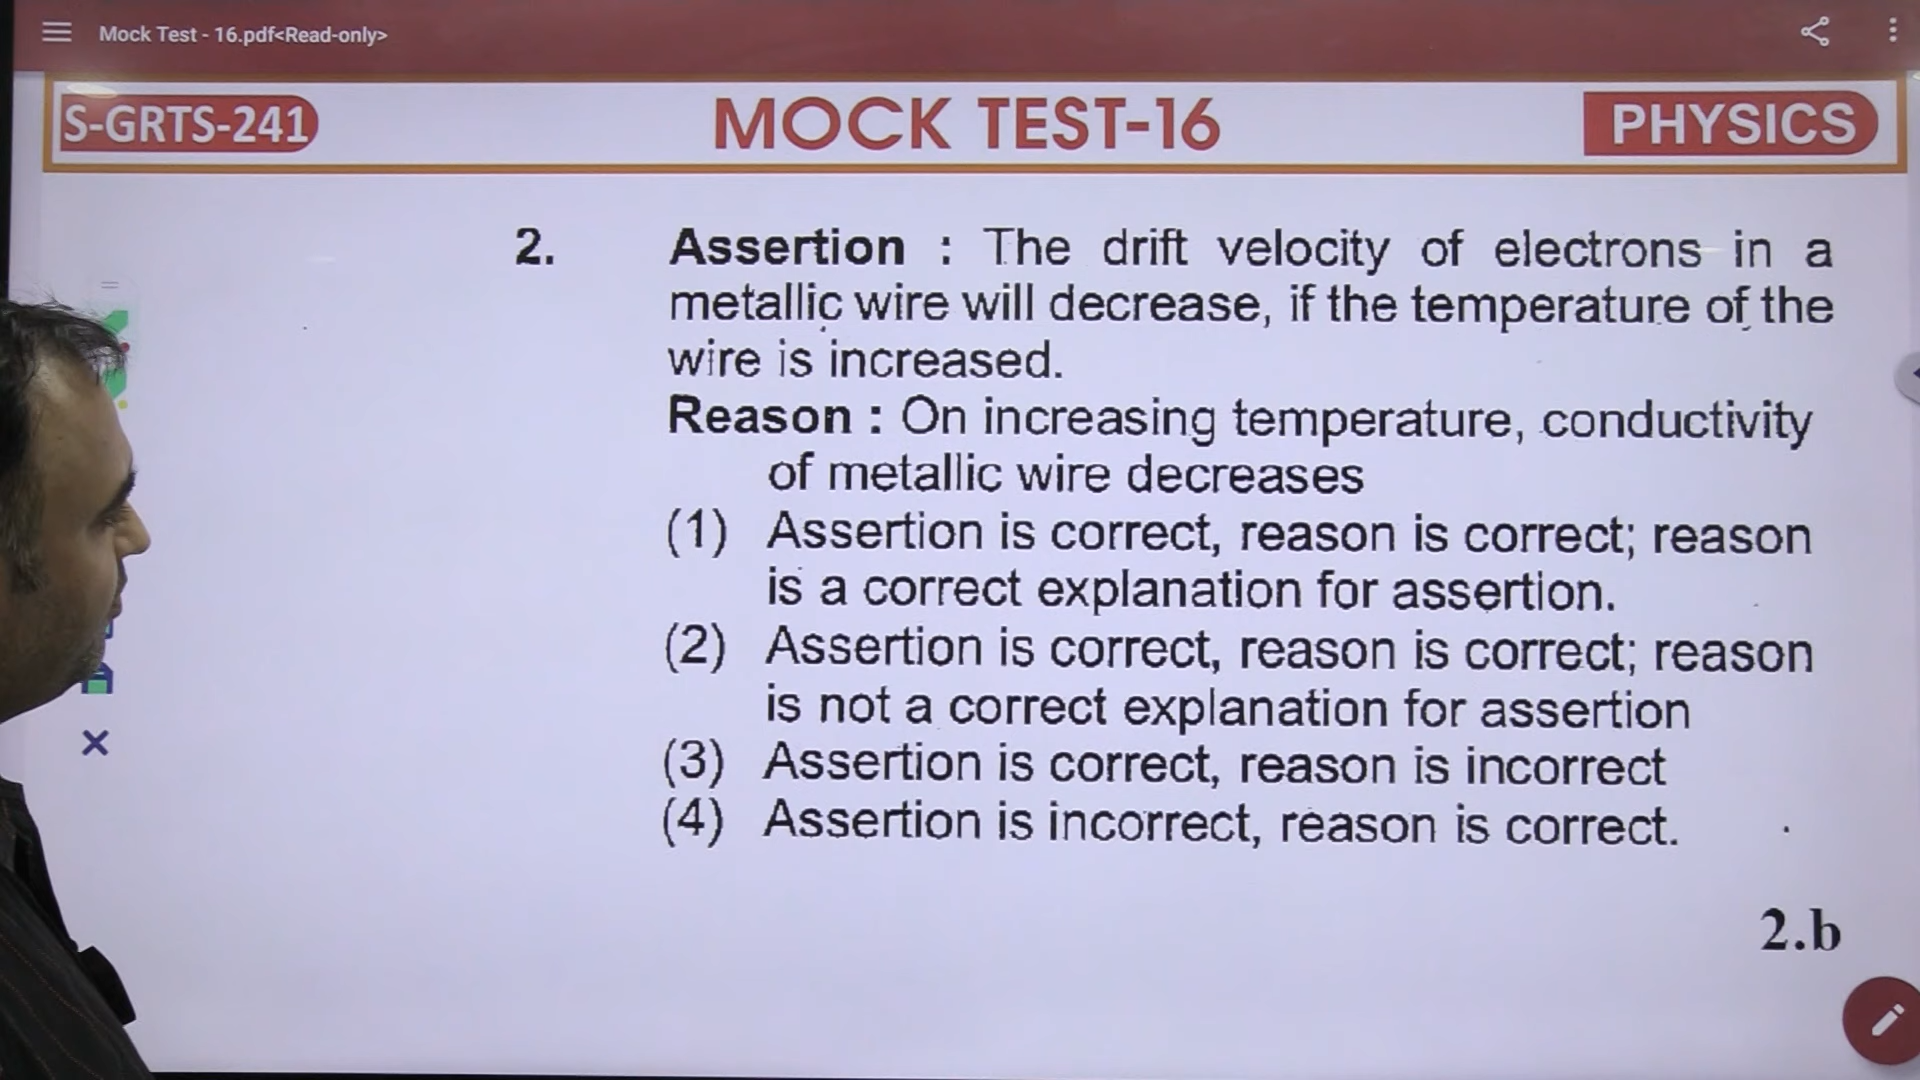 Mock Test - 16.pdf<Read-only>
S-GRTS-241
MOCK TEST-16
PHYSICS
2. Assertion : The drift velocity of electrons in a
metallic wire will decrease, if the temperature of the
wire is increased.
Reason : On increasing temperature, conductivity
of metallic wire decreases
(1) Assertion is correct, reason is correct; reason
is a correct explanation for assertion.
(2) Assertion is correct, reason is correct; reason
is not a correct explanation for assertion
(3) Assertion is correct, reason is incorrect
(4) Assertion is incorrect, reason is correct.
2.b